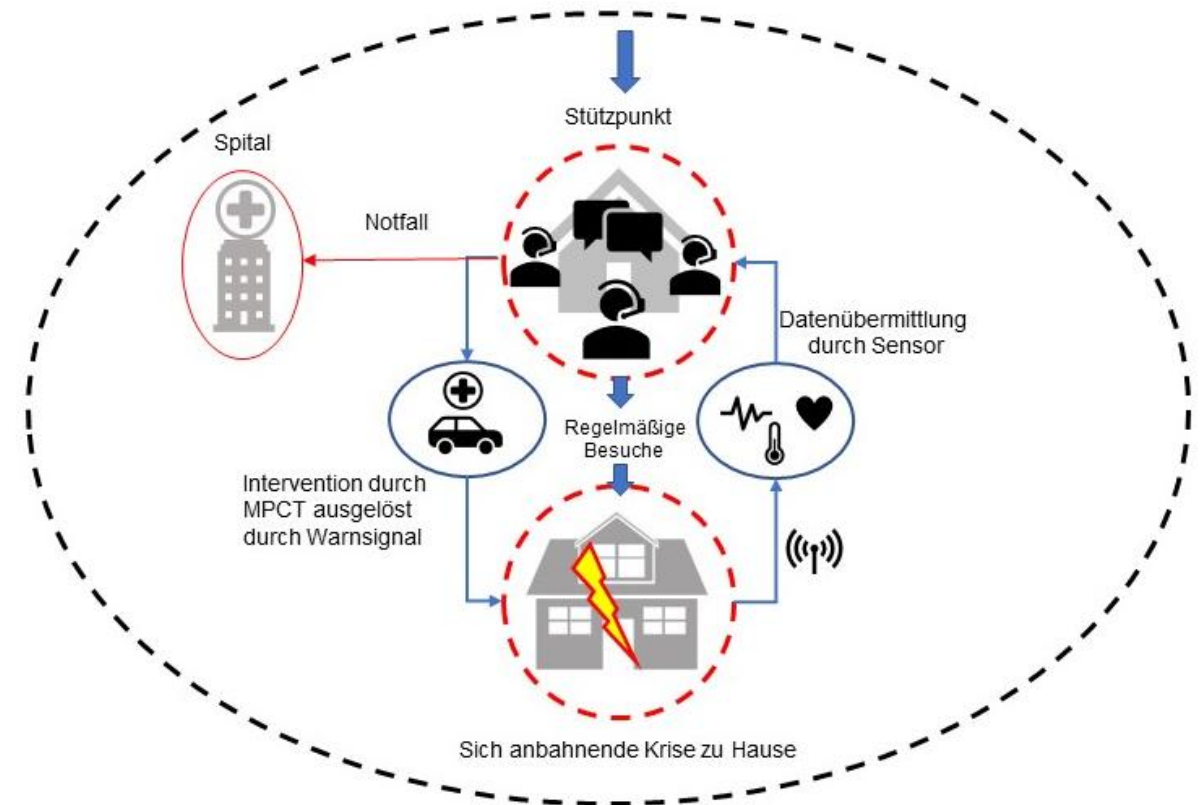 Stützpunkt
Spital
Notfall
Datenübermittlung
durch Sensor
Regelmäßige
Besuche
Intervention durch
MPCT ausgelöst
durch Warnsignal
Sich anbahnende Krise zu Hause